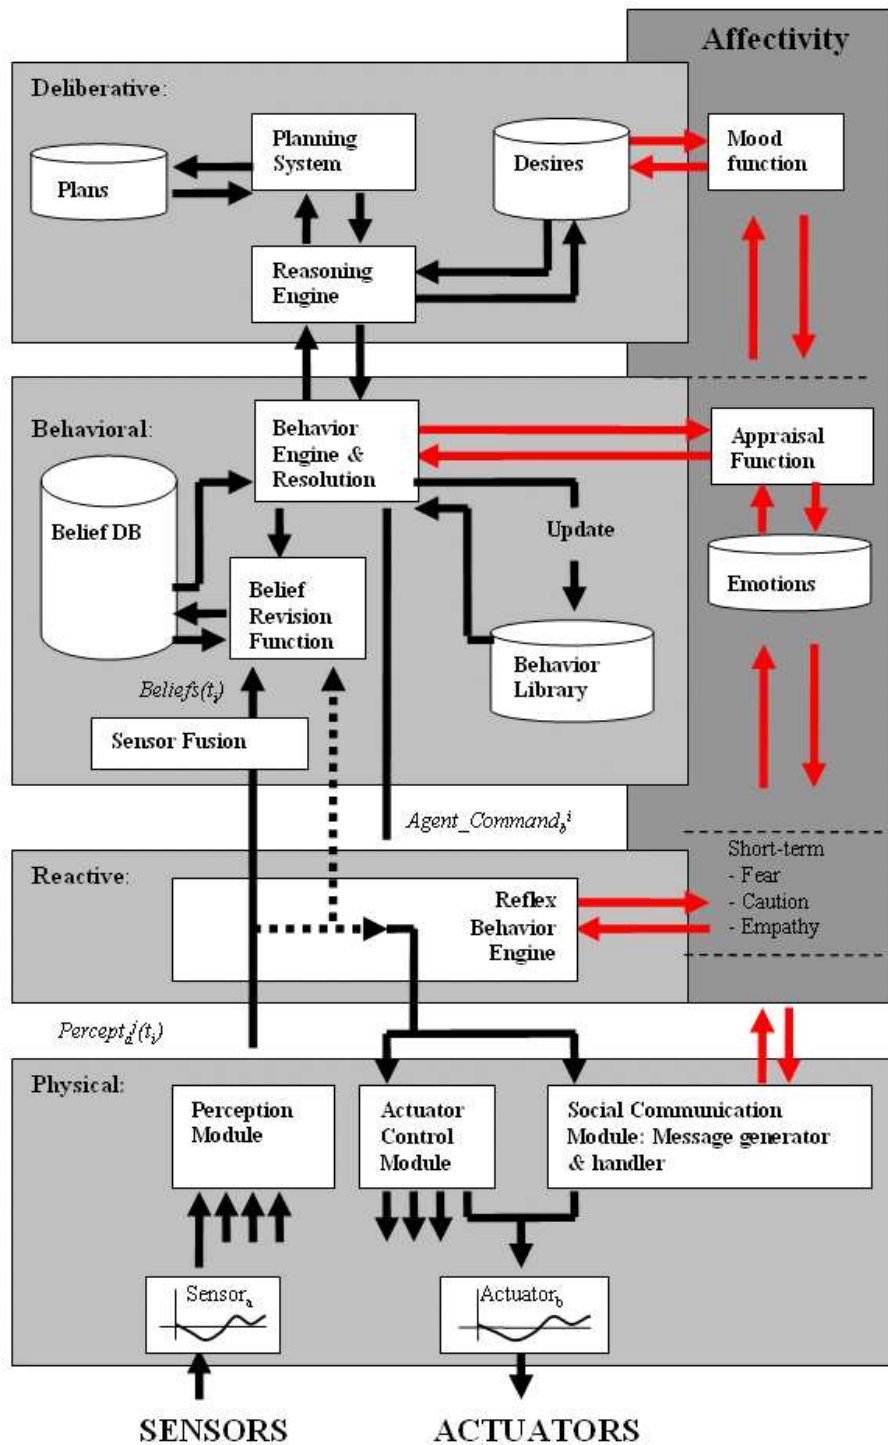 Affectivity
Deliberative:
Planning
System
Plans
Desires
Mood
function
Reasoning
Engine
Behavioral:
Behavior
Engine &
Resolution
Appraisal
Function
Belief DB
Update
Emotions
Belief
Revision
Function
Behavior
Library
Beliefs(tᵢ)
Sensor Fusion
Agent_Command_b^i
Short-term
- Fear
- Caution
- Empathy
Reactive:
Reflex
Behavior
Engine
Percept_a^j(t_i)
Physical:
Perception
Module
Actuator
Control
Module
Social Communication
Module: Message generator
& handler
Sensor_a
Actuator_b
SENSORS
ACTUATORS